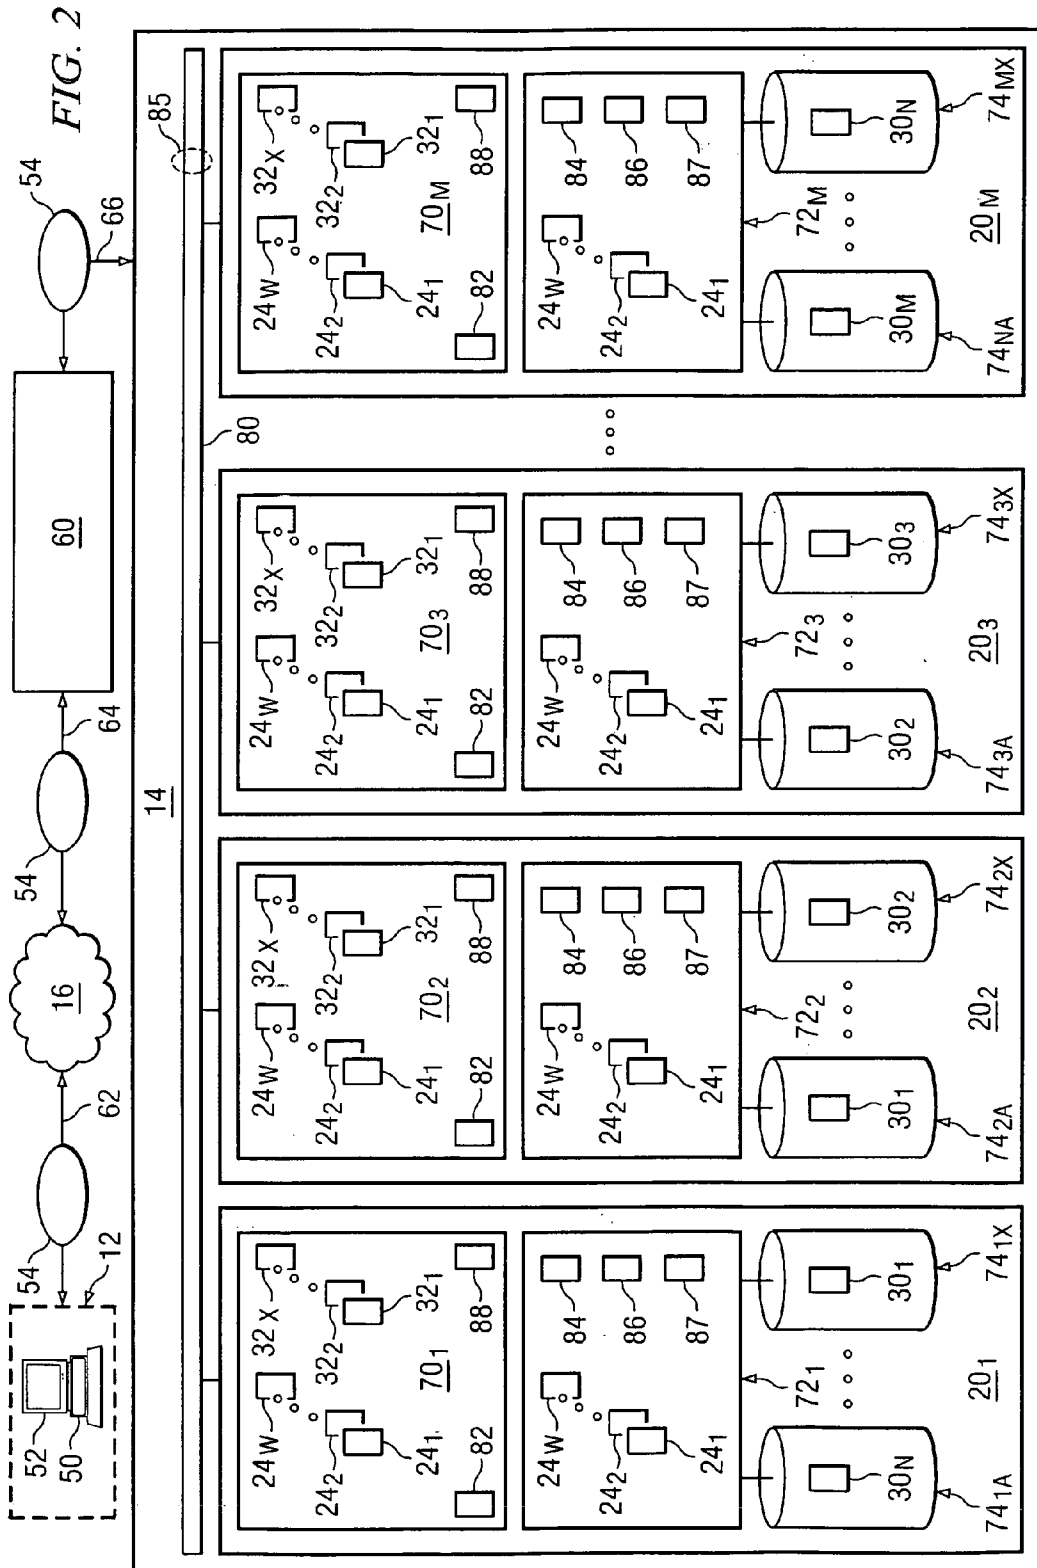 FIG. 2
52
50
12
54
62
16
54
64
60
54
66
14
80
85
24W
32X
242
322
241
321
82
701
88
24W
84
242
86
241
87
721
30N
301
741A
201
741X
24W
32X
242
322
241
321
82
702
88
24W
84
242
86
241
87
722
301
302
742A
202
742X
24W
32X
242
322
241
321
82
703
88
24W
84
242
86
241
87
723
302
303
743A
203
743X
24W
32X
242
322
241
321
82
70M
88
24W
84
242
86
241
87
72M
30M
30N
74NA
20M
74MX